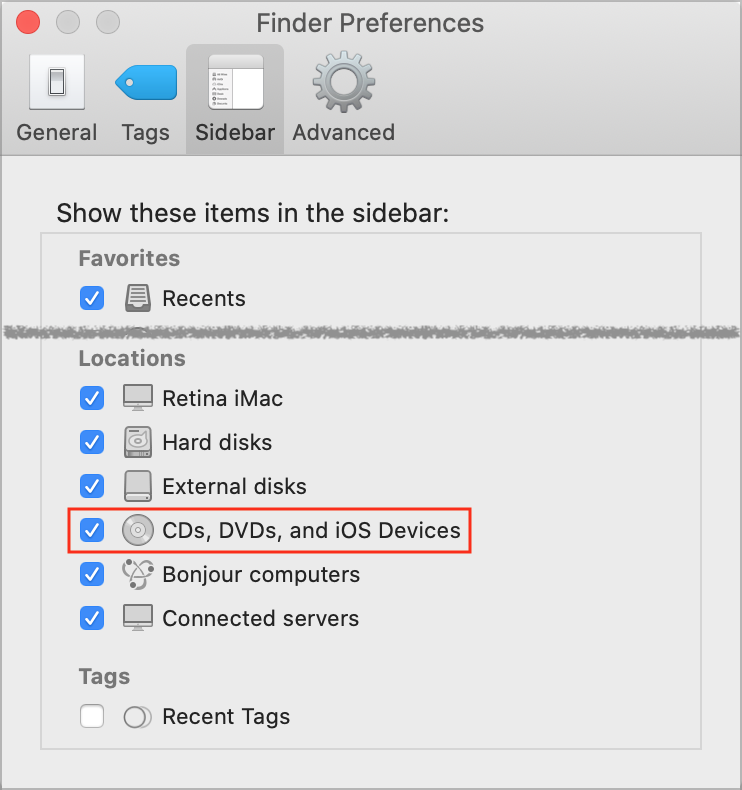 Finder Preferences
General Tags Sidebar Advanced
Show these items in the sidebar:
Favorites
Recents
Locations
Retina iMac
Hard disks
External disks
CDs, DVDs, and iOS Devices
Bonjour computers
Connected servers
Tags
Recent Tags